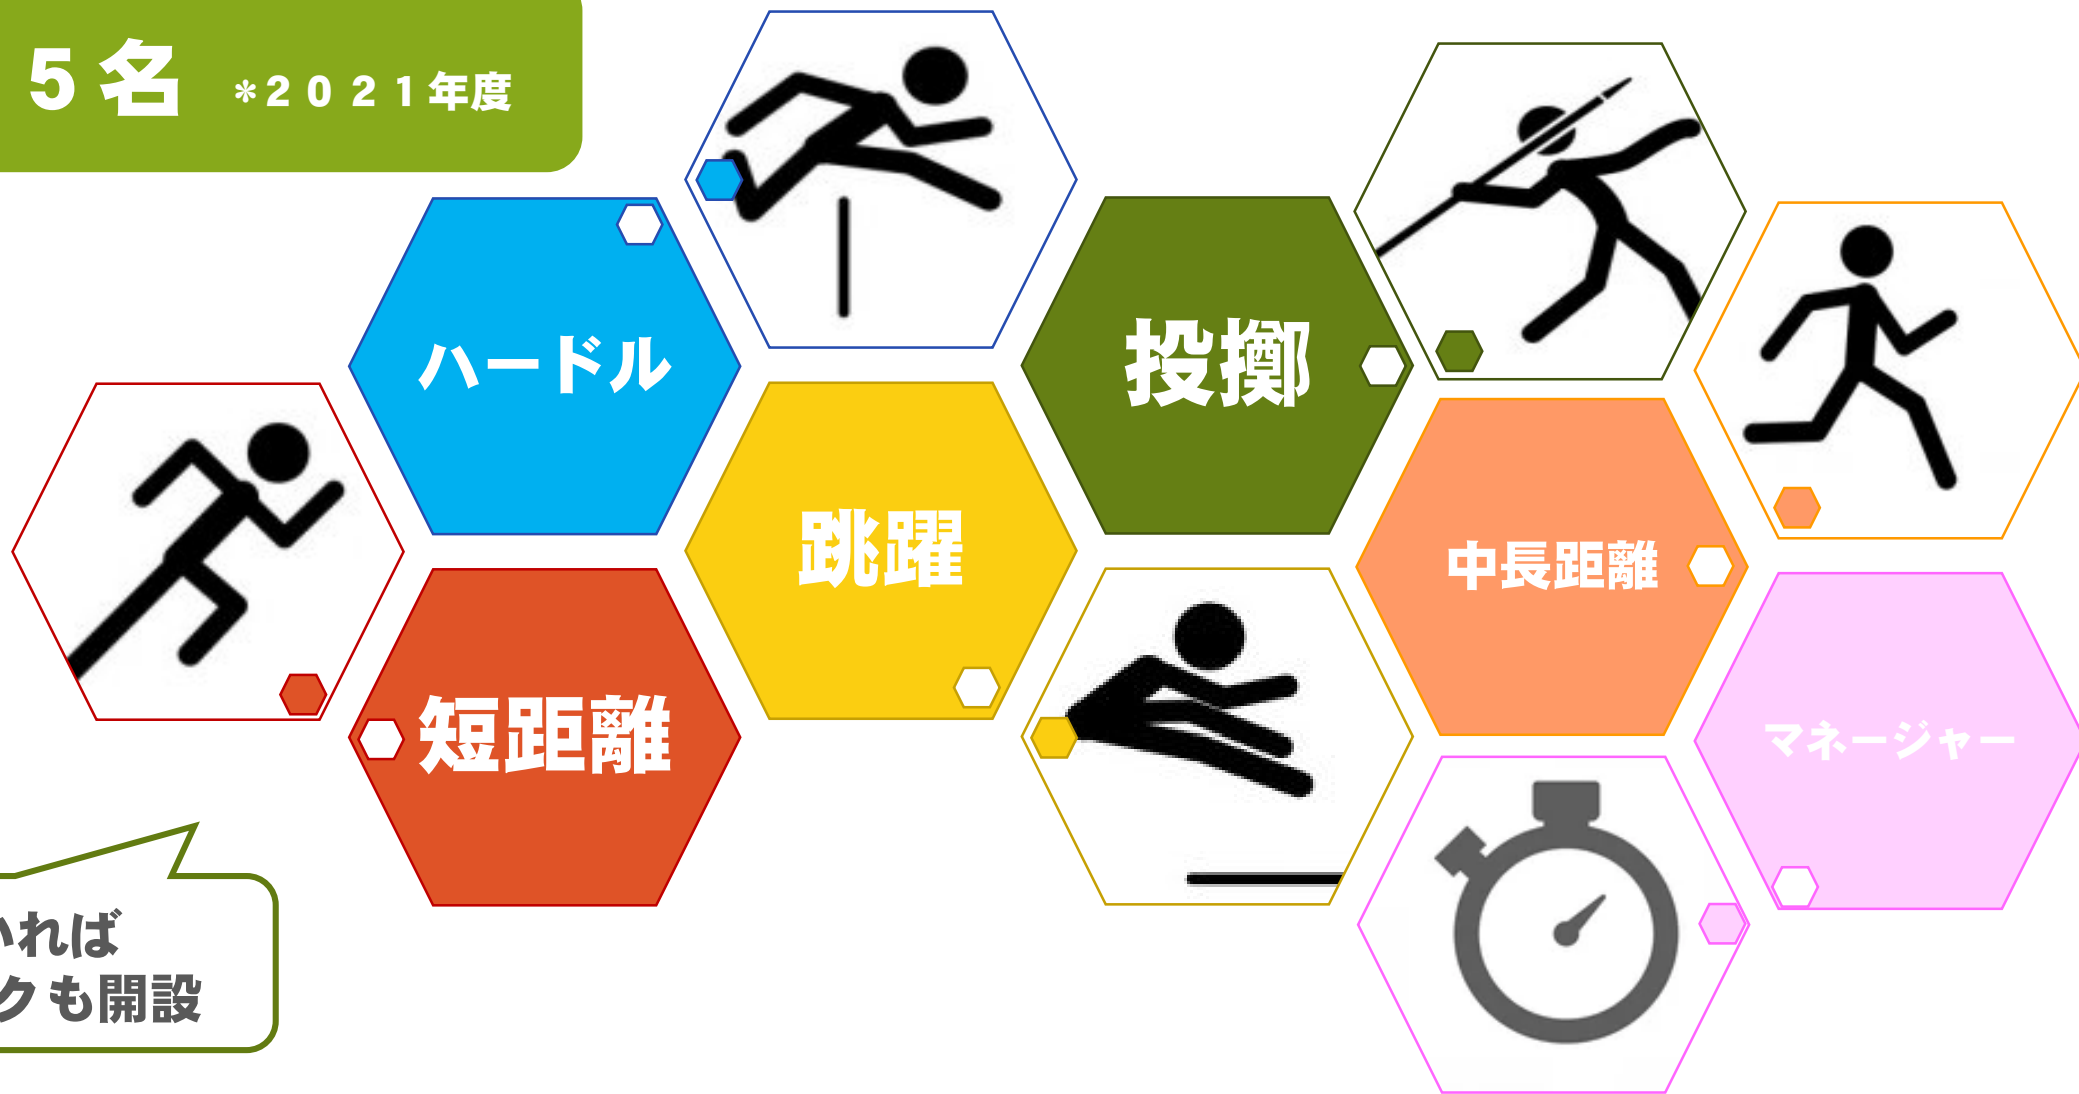 5名 *2021年度
ハードル
投擲
跳躍
中長距離
短距離
マネージャー
いれば
クも開設